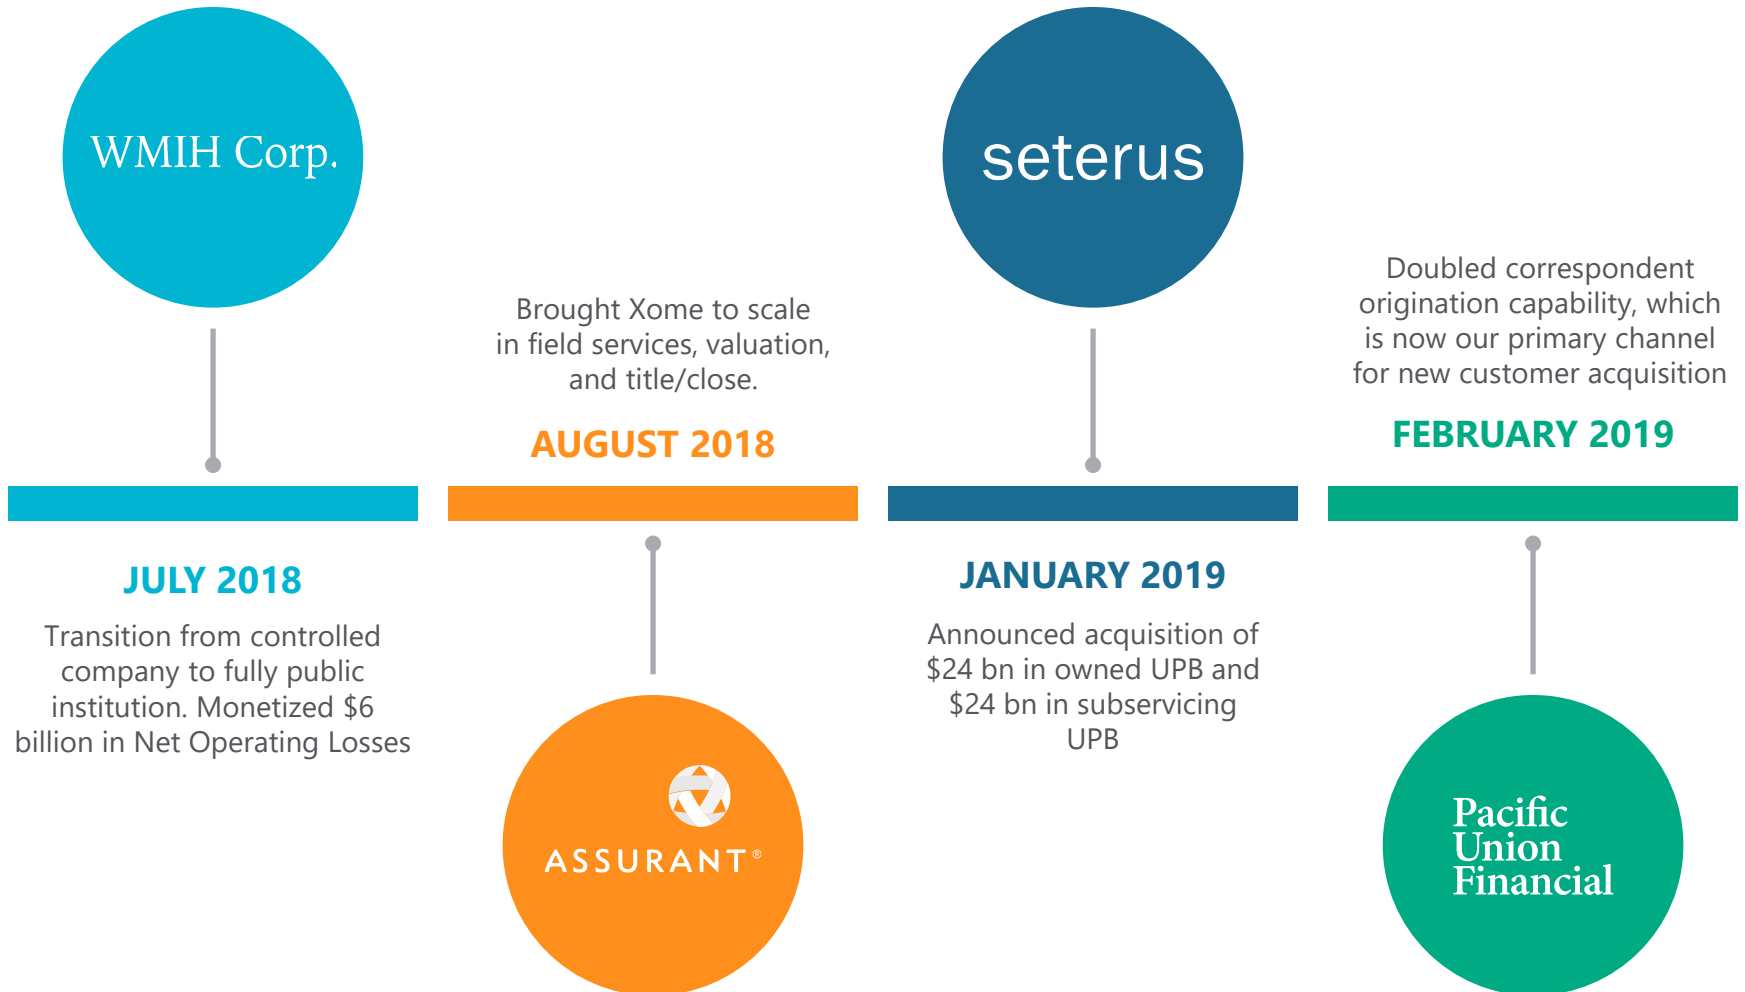 WMIH Corp.
JULY 2018
Transition from controlled
company to fully public
institution. Monetized $6
billion in Net Operating Losses
Brought Xome to scale
in field services, valuation,
and title/close.
AUGUST 2018
ASSURANT®
seterus
JANUARY 2019
Announced acquisition of
$24 bn in owned UPB and
$24 bn in subservicing
UPB
Doubled correspondent
origination capability, which
is now our primary channel
for new customer acquisition
FEBRUARY 2019
Pacific
Union
Financial